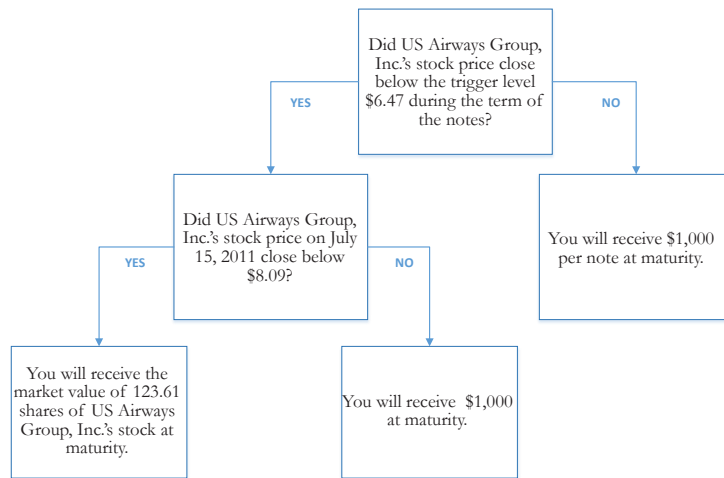 Did US Airways Group,
Inc.'s stock price close
below the trigger level
$6.47 during the term of
the notes?
YES
NO
Did US Airways Group,
Inc.'s stock price on July
15, 2011 close below
$8.09?
You will receive $1,000
per note at maturity.
YES
NO
You will receive the
market value of 123.61
shares of US Airways
Group, Inc.'s stock at
maturity.
You will receive $1,000
at maturity.